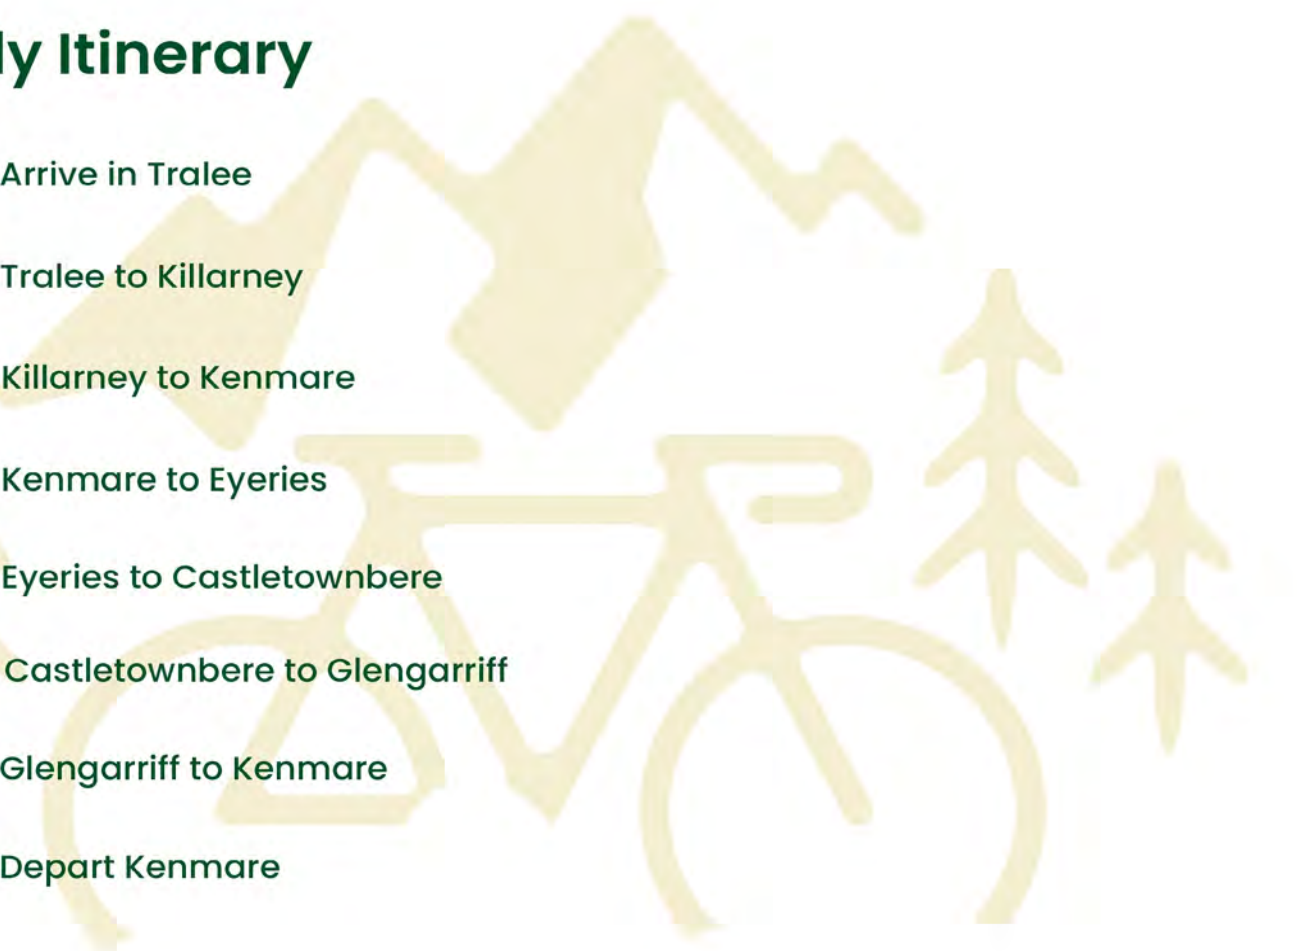 ly Itinerary
Arrive in Tralee
Tralee to Killarney
Killarney to Kenmare
Kenmare to Eyeries
Eyeries to Castletownbere
Castletownbere to Glengarriff
Glengarriff to Kenmare
Depart Kenmare